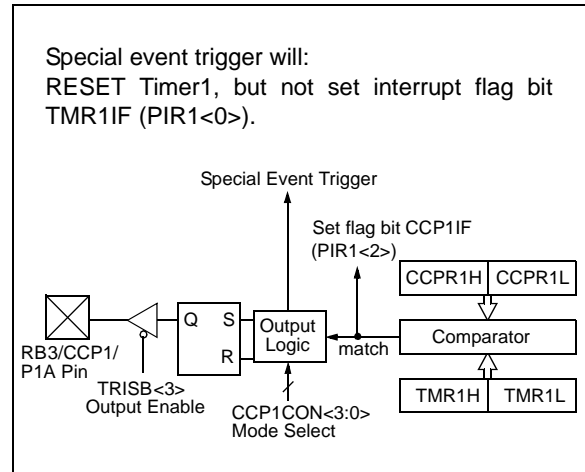 Special event trigger will:
RESET Timer1, but not set interrupt flag bit
TMR1IF (PIR1<0>).
Special Event Trigger
Set flag bit CCP1IF
(PIR1<2>)
CCPR1H CCPR1L
Q S Output
Logic
R
match
Comparator
RB3/CCP1/
P1A Pin
TRISB<3>
Output Enable
CCP1CON<3:0>
Mode Select
TMR1H TMR1L